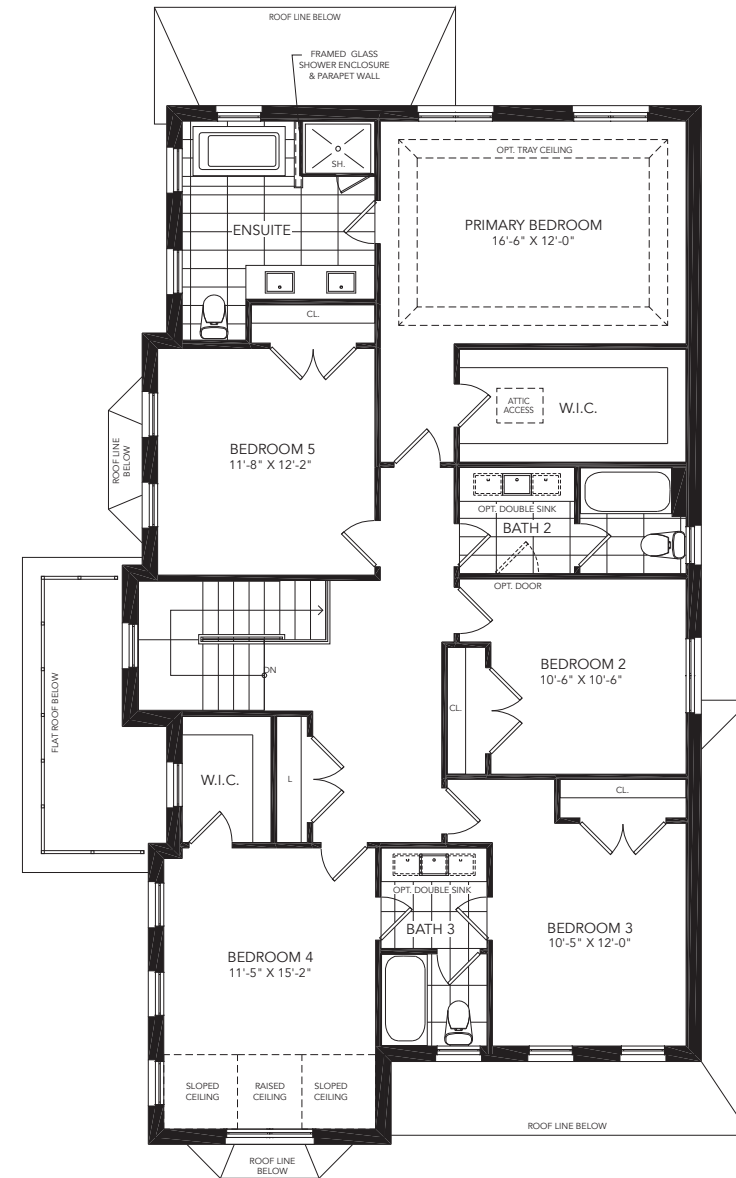 ROOF LINE BELOW
FRAMED GLASS
SHOWER ENCLOSURE
& PARAPET WALL
OPT. TRAY CEILING
SH.
ENSUITE
PRIMARY BEDROOM
16'-6" X 12'-0"
CL.
ATTIC
ACCESS
W.I.C.
BEDROOM 5
11'-8" X 12'-2"
ROOF LINE
BELOW
OPT. DOUBLE SINK
BATH 2
OPT. DOOR
DN
BEDROOM 2
10'-6" X 10'-6"
CL.
FLAT ROOF BELOW
W.I.C.
L
CL.
OPT. DOUBLE SINK
BATH 3
BEDROOM 3
10'-5" X 12'-0"
BEDROOM 4
11'-5" X 15'-2"
SLOPED
CEILING
RAISED
CEILING
SLOPED
CEILING
ROOF LINE BELOW
ROOF LINE
BELOW